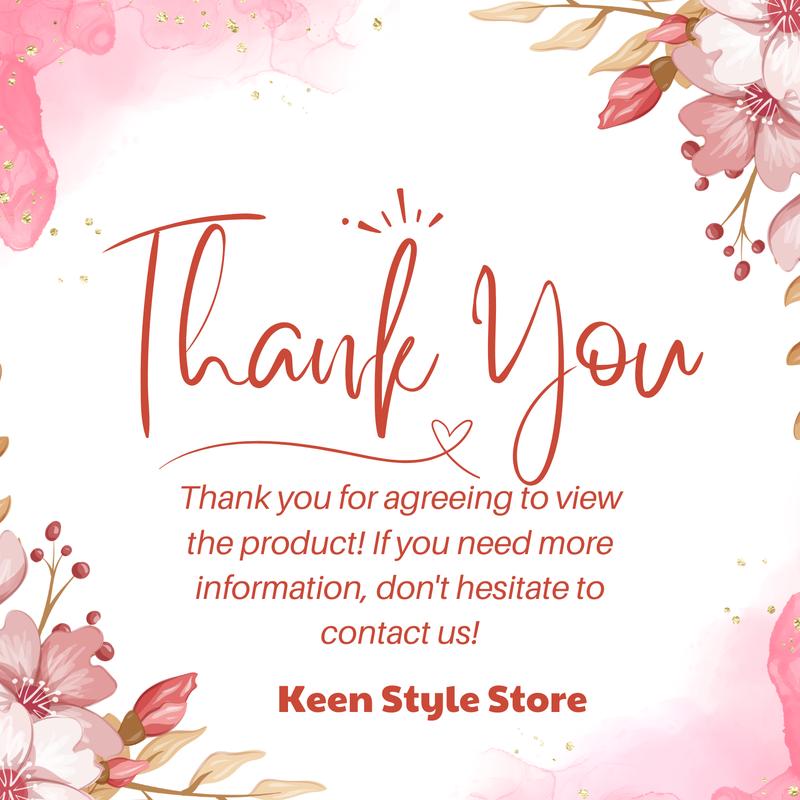 Thank You
Thank you for agreeing to view
the product! If you need more
information, don't hesitate to
contact us!
Keen Style Store